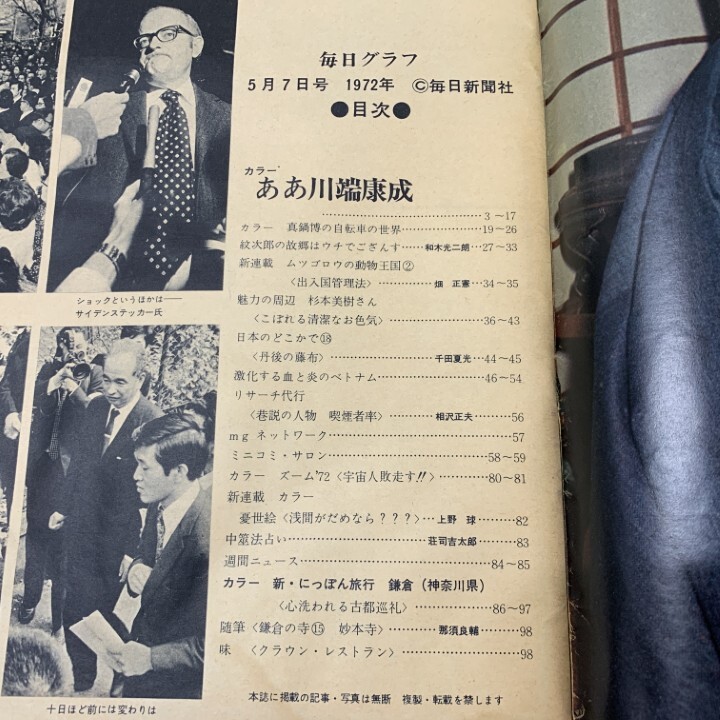 毎日グラフ
5月7日号 1972年 ©毎日新聞社
●目次●
カラー
ああ川端康成
……………………………3～17
カラー 真鍋博の自転車の世界…………19～26
紋次郎の故郷はウチでござんす……和木光二朗…27～33
新連載 ムツゴロウの動物王国②
〈出入国管理法〉……………畑 正憲…34～35
魅力の周辺 杉本美樹さん
〈こぼれる清潔なお色気〉…………36～43
日本のどこかで⑱
〈丹後の藤布〉………………千田夏光…44～45
激化する血と炎のベトナム………………46～54
リサーチ代行
〈巷説の人物 喫煙者率〉………相沢正夫………56
mg ネットワーク…………………………57
ミニコミ・サロン…………………………58～59
カラー ズーム'72〈宇宙人敗走す!!〉…………80～81
新連載 カラー
憂世絵〈浅間がだめなら???〉…上野 球………82
中筮法占い…………………荘司吉太郎………83
週間ニュース…………………………84～85
カラー 新・にっぽん旅行 鎌倉（神奈川県）
〈心洗われる古都巡礼〉…………86～97
随筆〈鎌倉の寺⑮ 妙本寺〉………那須良輔………98
味 〈クラウン・レストラン〉………………98
本誌に掲載の記事・写真は無断 複製・転載を禁じます
ショックというほかは――
サイデンステッカー氏
十日ほど前には変わりは